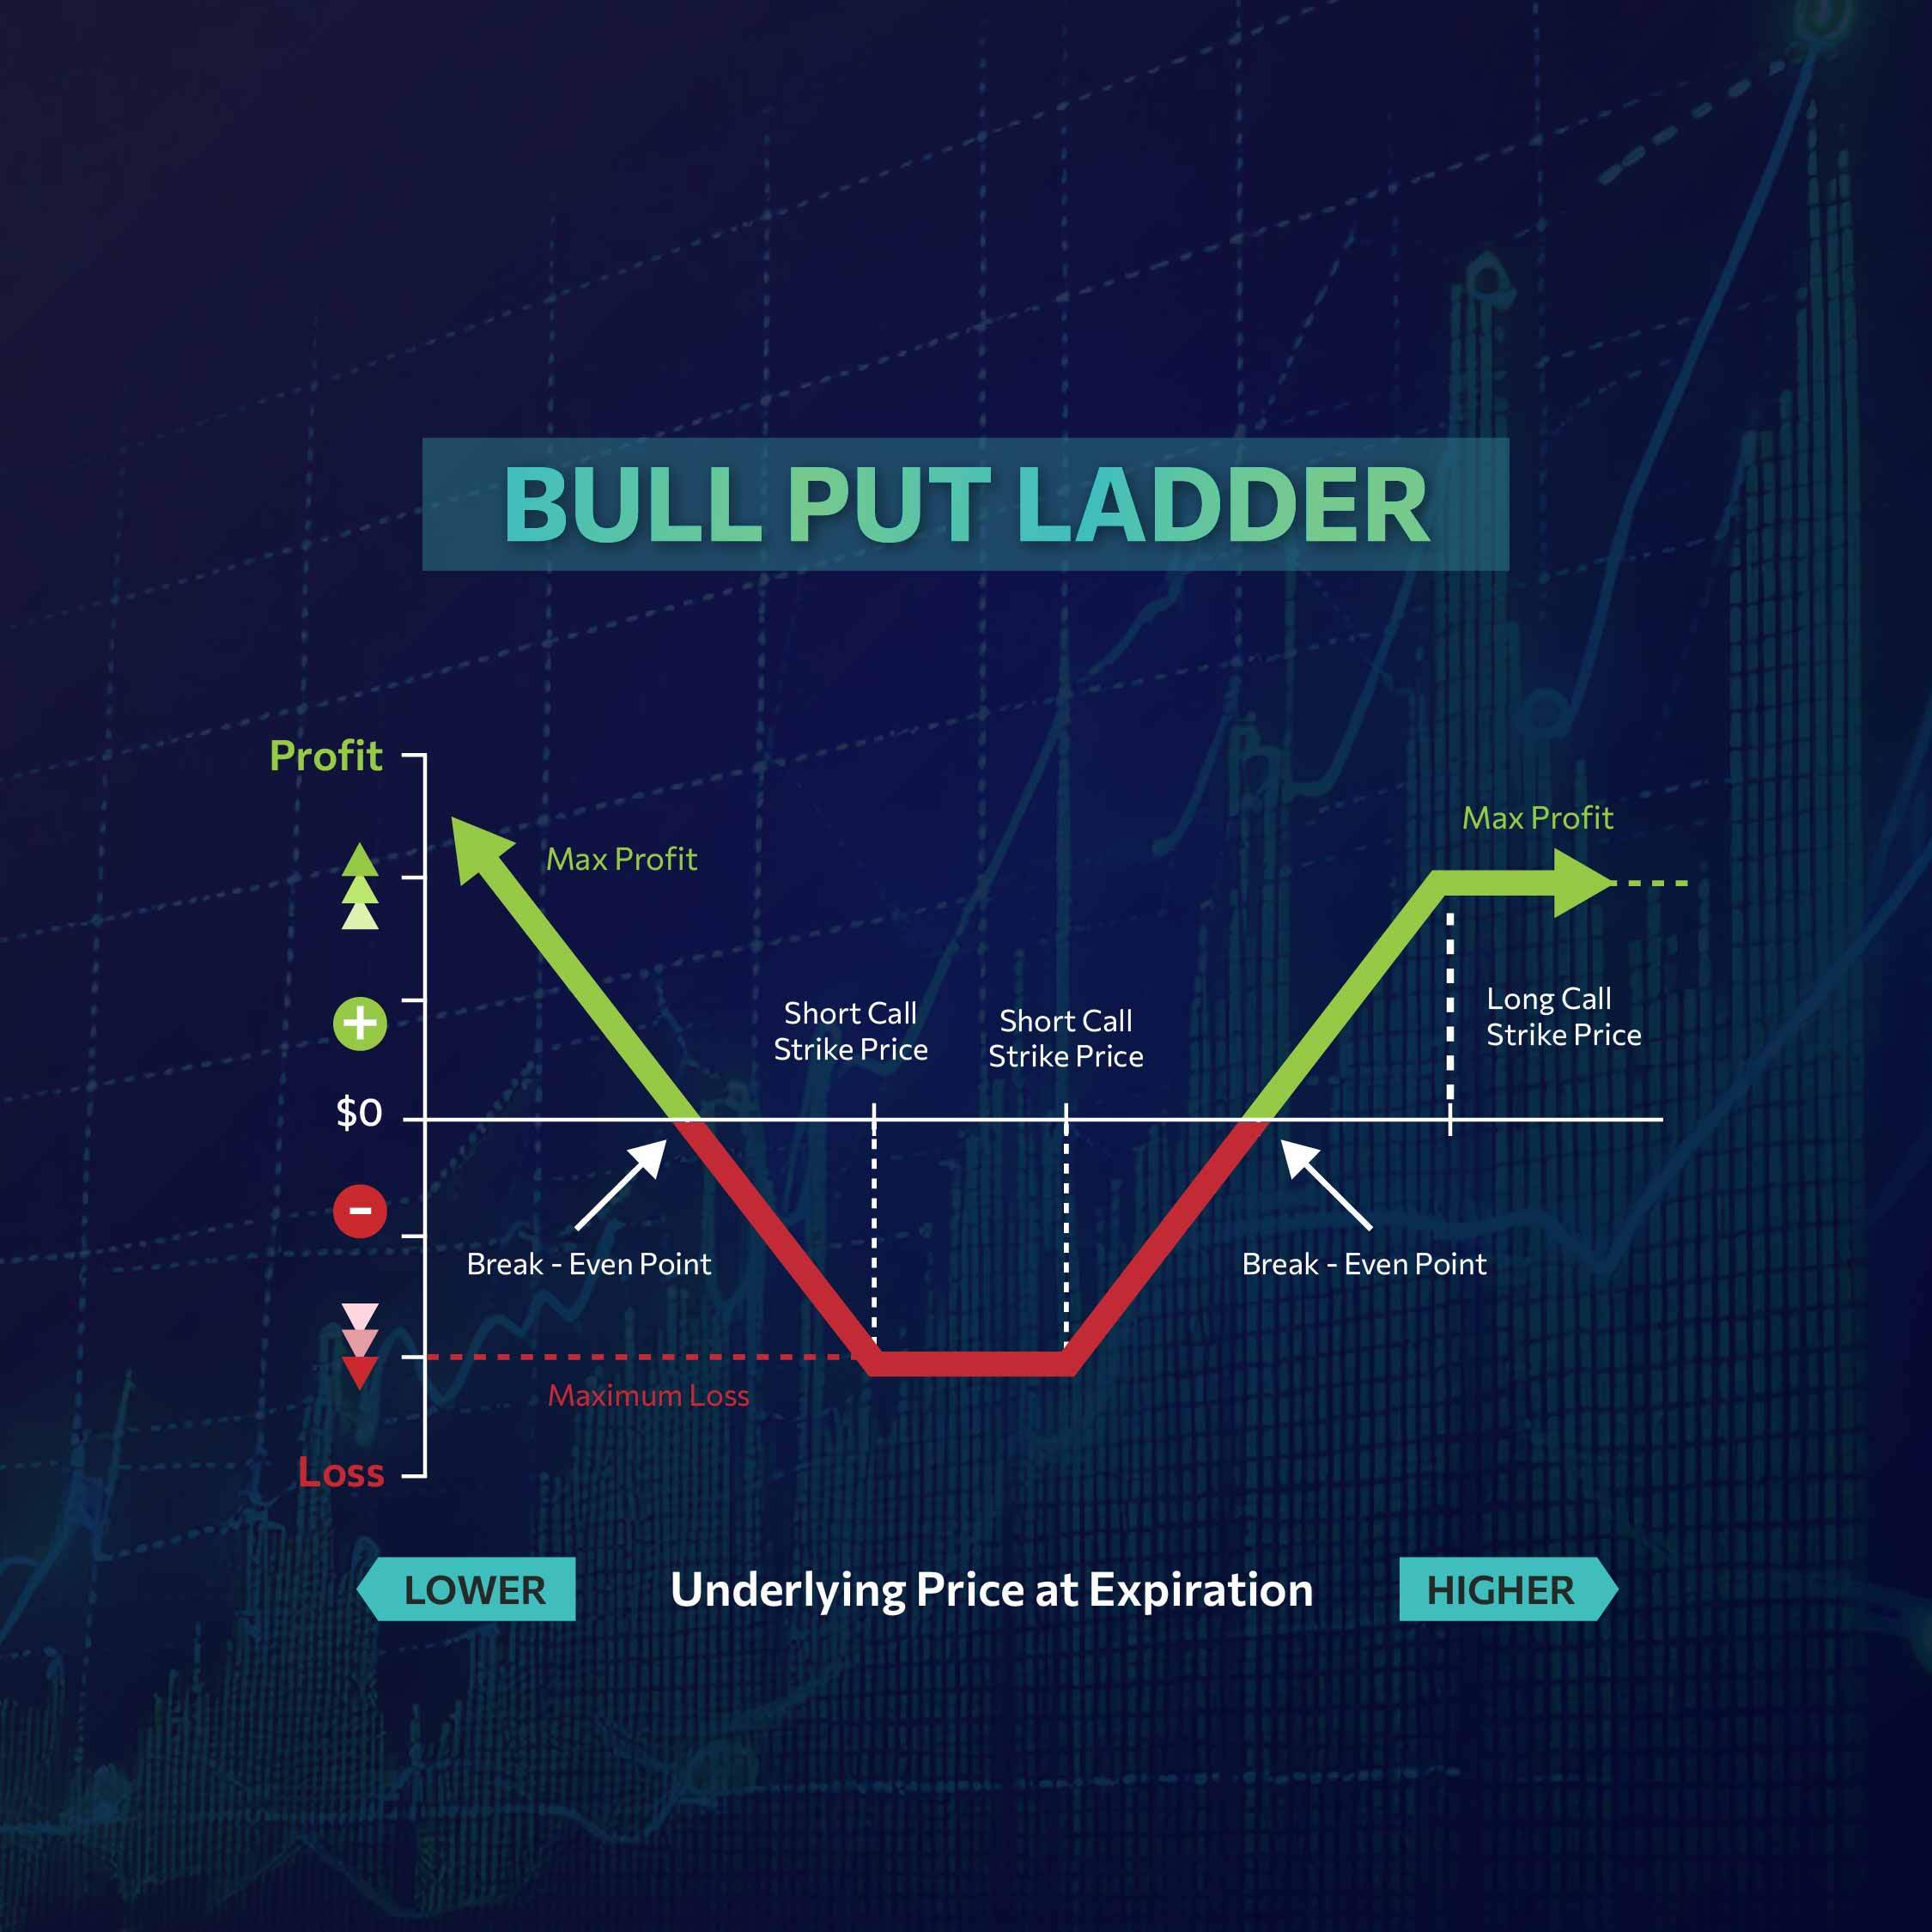 BULL PUT LADDER
Profit
Max Profit
Max Profit
Short Call
Strike Price
Short Call
Strike Price
Long Call
Strike Price
+
$0
-
Break - Even Point
Break - Even Point
Maximum Loss
Loss
LOWER
Underlying Price at Expiration
HIGHER